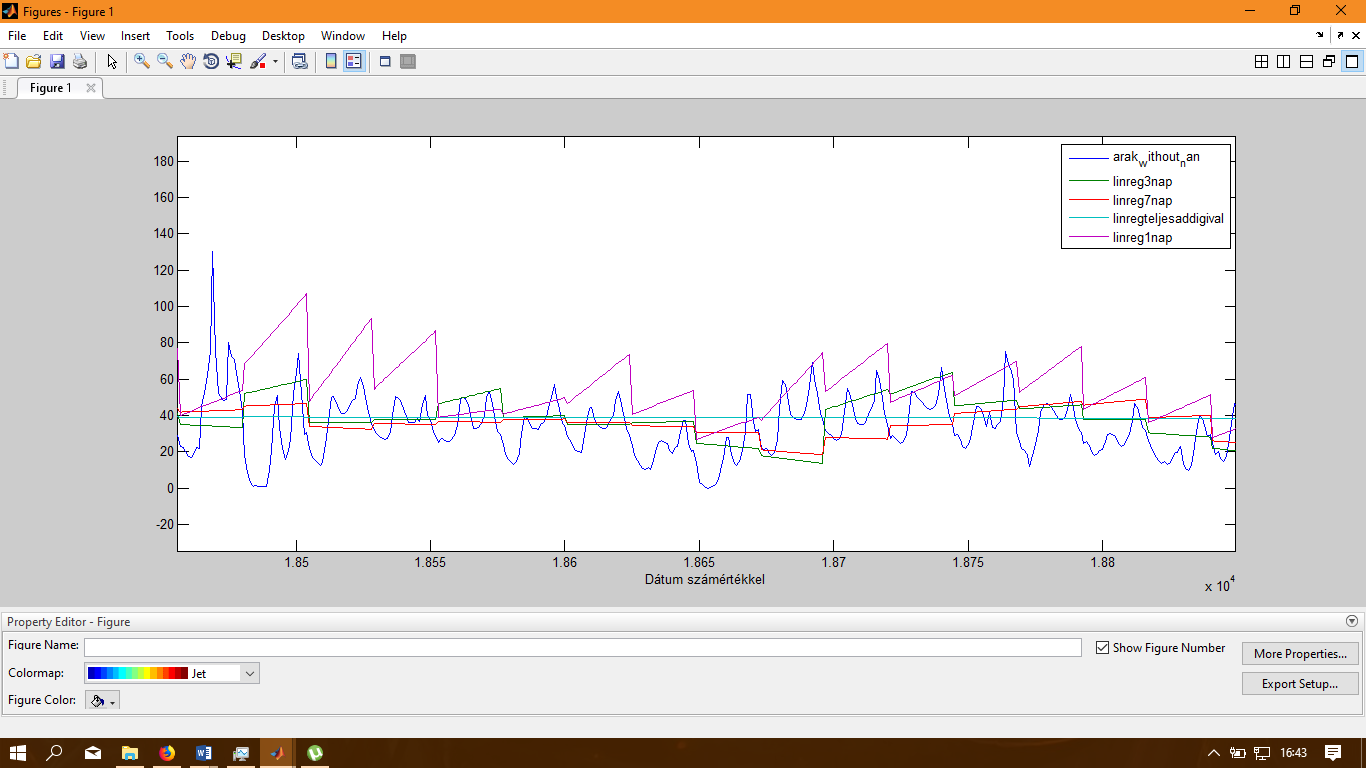 Figures - Figure 1
File Edit View Insert Tools Debug Desktop Window Help
Figure 1
180
160
140
120
100
80
60
40
20
0
-20
1.85 1.855 1.86 1.865 1.87 1.875 1.88
x 10^4
Dátum számértékkel
arak_without_nan
linreg3nap
linreg7nap
linregteljesaddigival
linreg1nap
Property Editor - Figure
Figure Name:
Show Figure Number
More Properties...
Colormap:
Jet
Export Setup...
Figure Color:
16:43